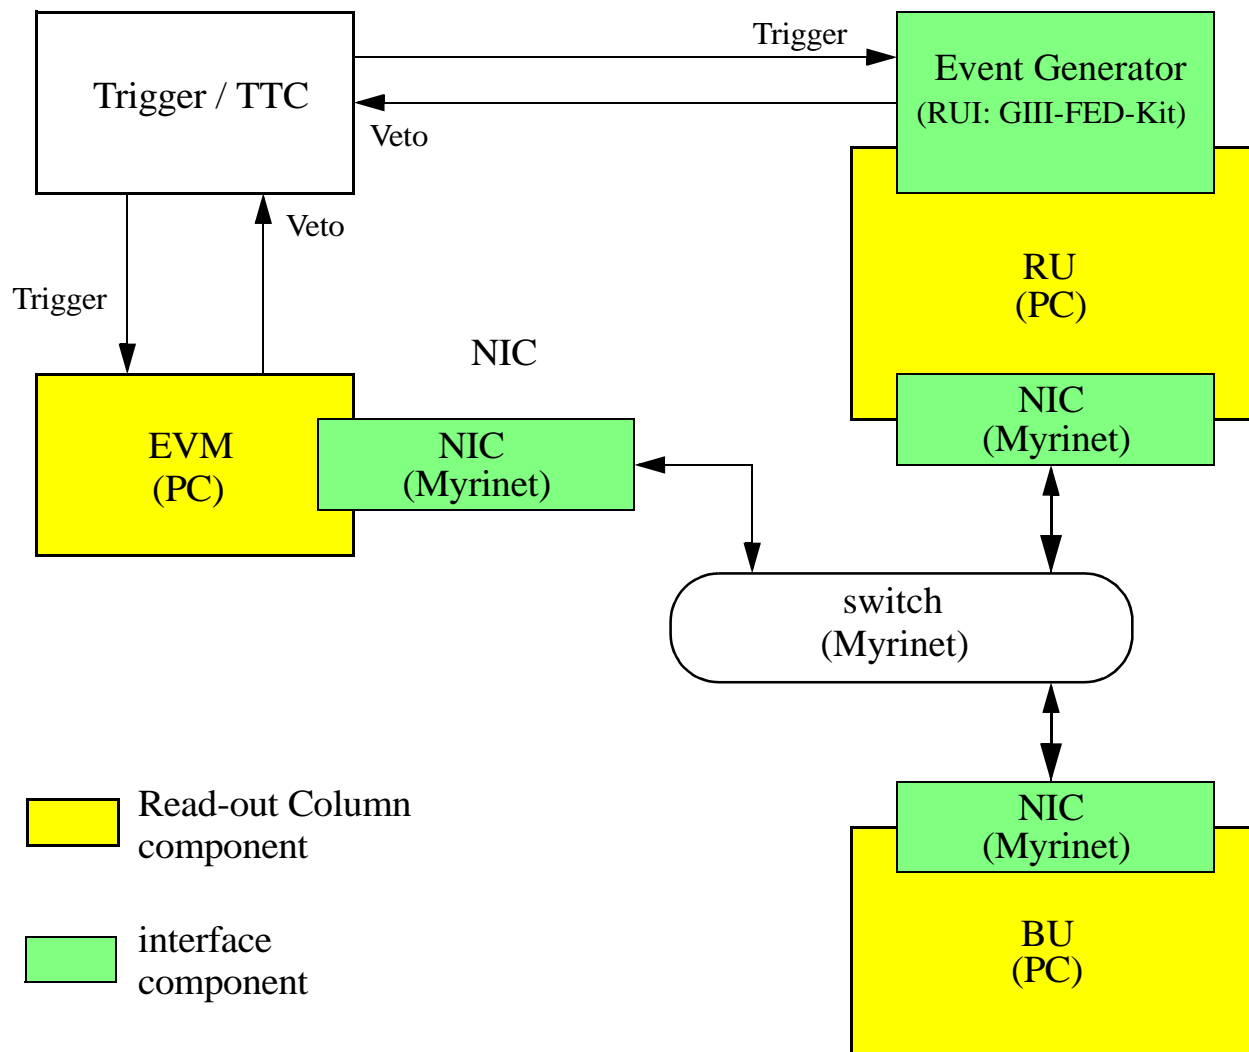 Trigger
Event Generator
(RUI: GIII-FED-Kit)
Trigger / TTC
Veto
Veto
RU
(PC)
Trigger
NIC
NIC
(Myrinet)
EVM
(PC)
NIC
(Myrinet)
switch
(Myrinet)
Read-out Column
component
NIC
(Myrinet)
interface
component
BU
(PC)